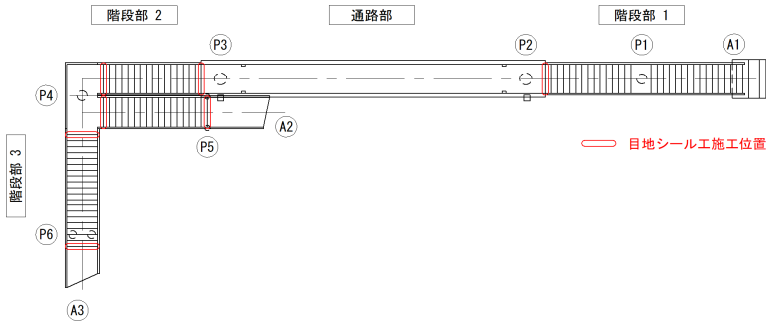 階段部 2
通路部
階段部 1
P3
P2
P1
A1
P4
A2
P5
目地シール工施工位置
階段部 3
P6
A3